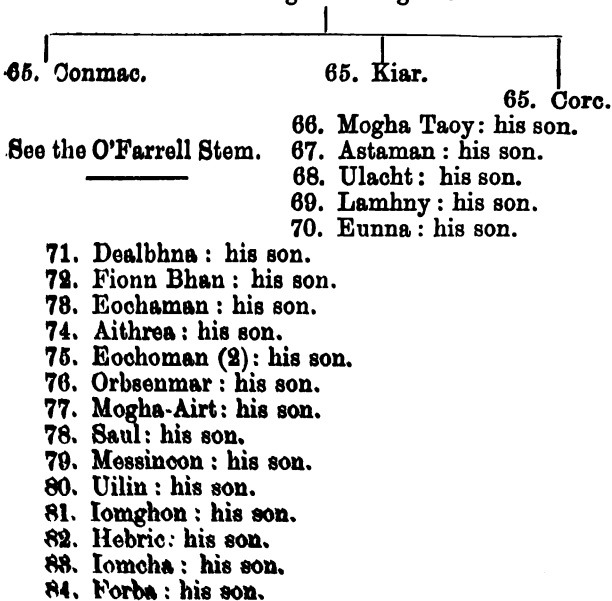 65. Conmac.
65. Kiar.
65. Corc.
See the O'Farrell Stem.
66. Mogha Taoy: his son.
67. Astaman : his son.
68. Ulacht: his son.
69. Lamhny : his son.
70. Eunna : his son.
71. Dealbhna : his son.
72. Fionn Bhan : his son.
73. Eochaman : his son.
74. Aithrea : his son.
75. Eochoman (2): his son.
76. Orbsenmar : his son.
77. Mogha-Airt: his son.
78. Saul: his son.
79. Messincon : his son.
80. Uilin : his son.
81. Iomghon : his son.
82. Hebric: his son.
83. Iomcha : his son.
84. Forba : his son.